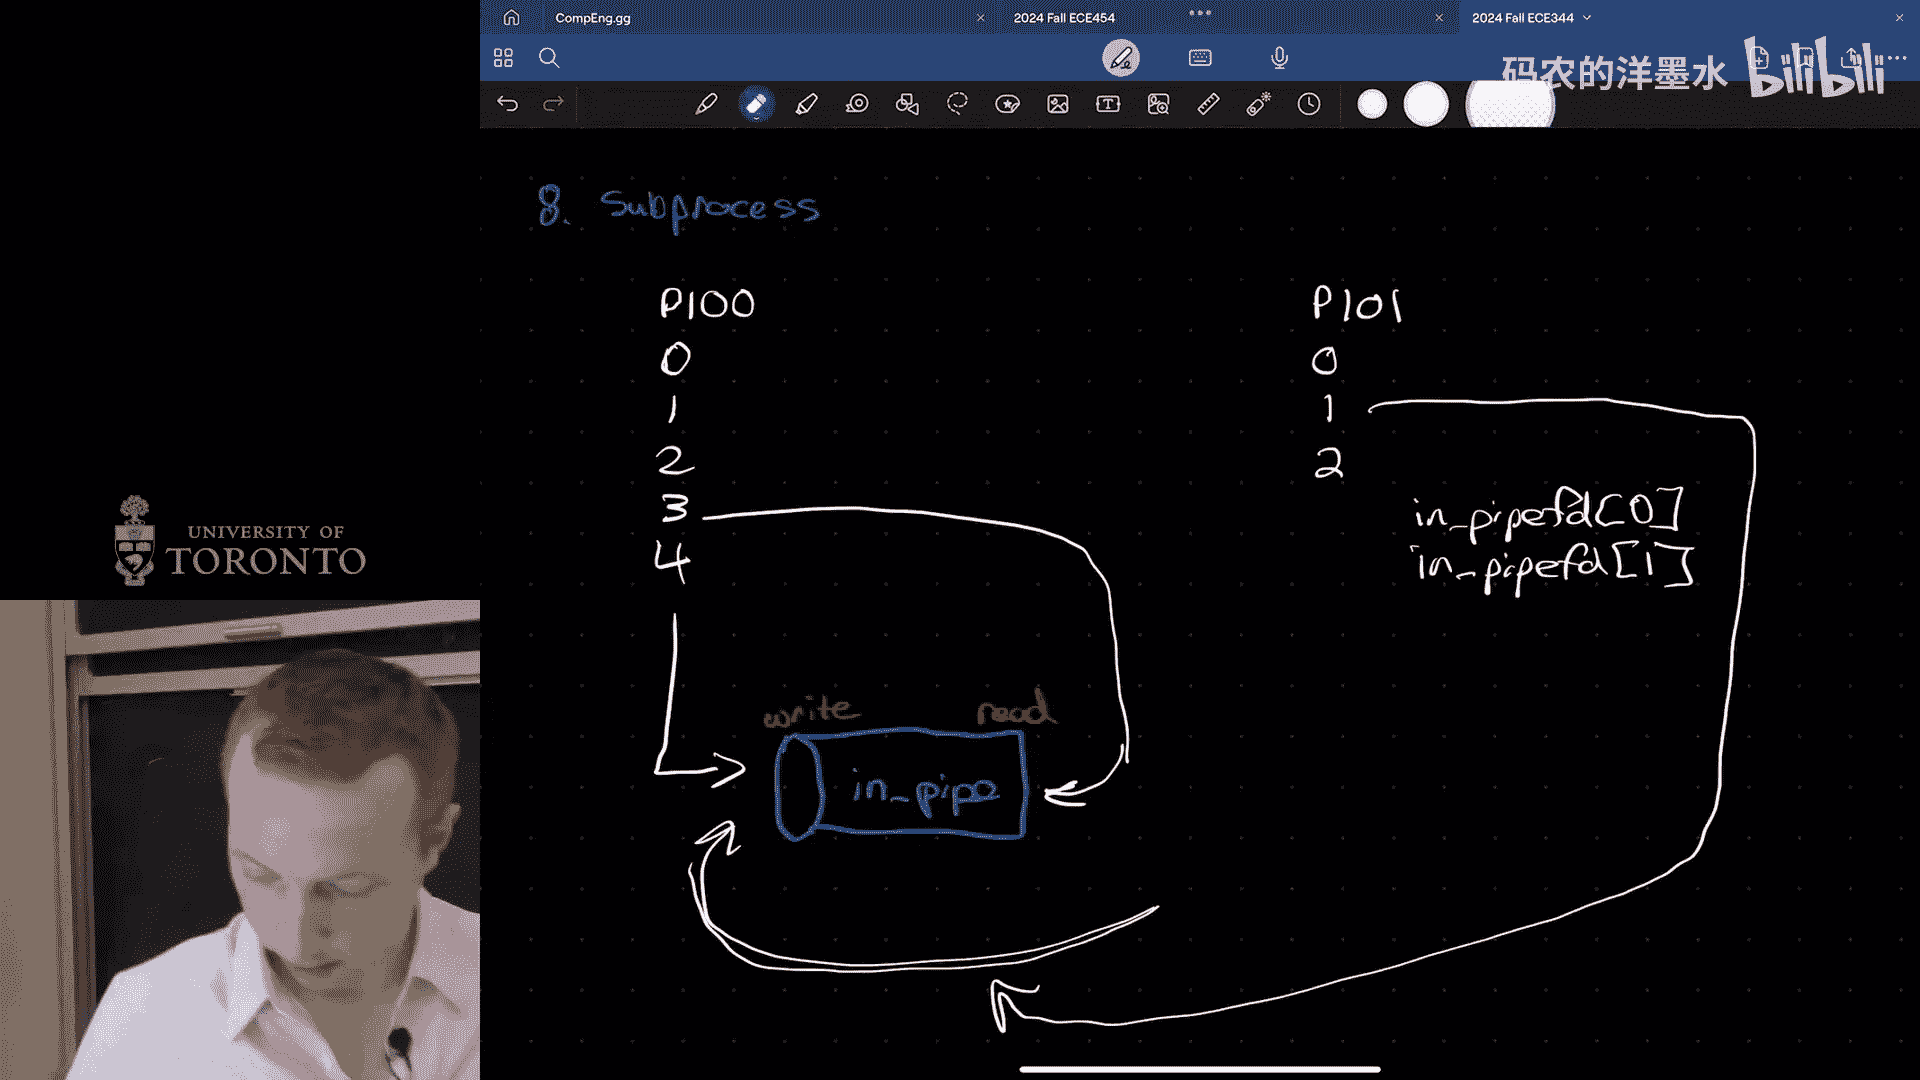 CompEng.gg
2024 Fall ECE454
2024 Fall ECE344
码农的洋墨水 bilibili
8. Subprocess
P100
0
1
2
3
4
P101
0
1
2
in_pipefd[0]
in_pipefd[1]
write
read
in_pipe
UNIVERSITY OF
TORONTO